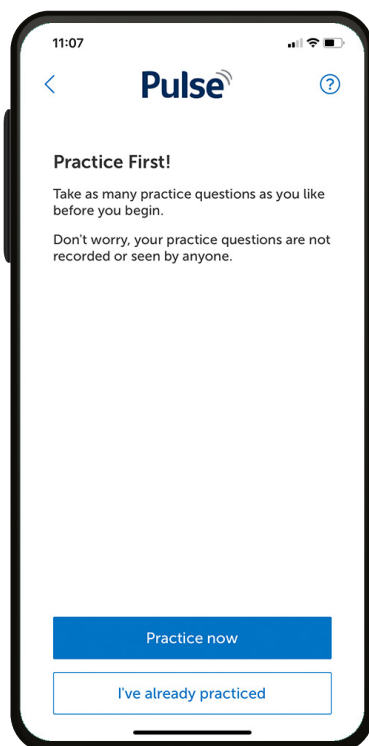 11:07
Pulse
?
Practice First!
Take as many practice questions as you like
before you begin.
Don't worry, your practice questions are not
recorded or seen by anyone.
Practice now
I've already practiced